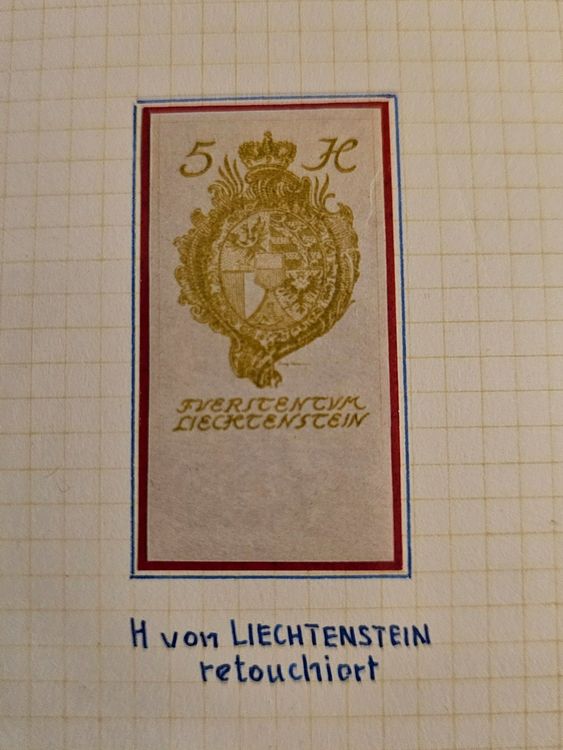 5 H
FVERSTENTVM
LIECHTENSTEIN
H von LIECHTENSTEIN
retouchiert